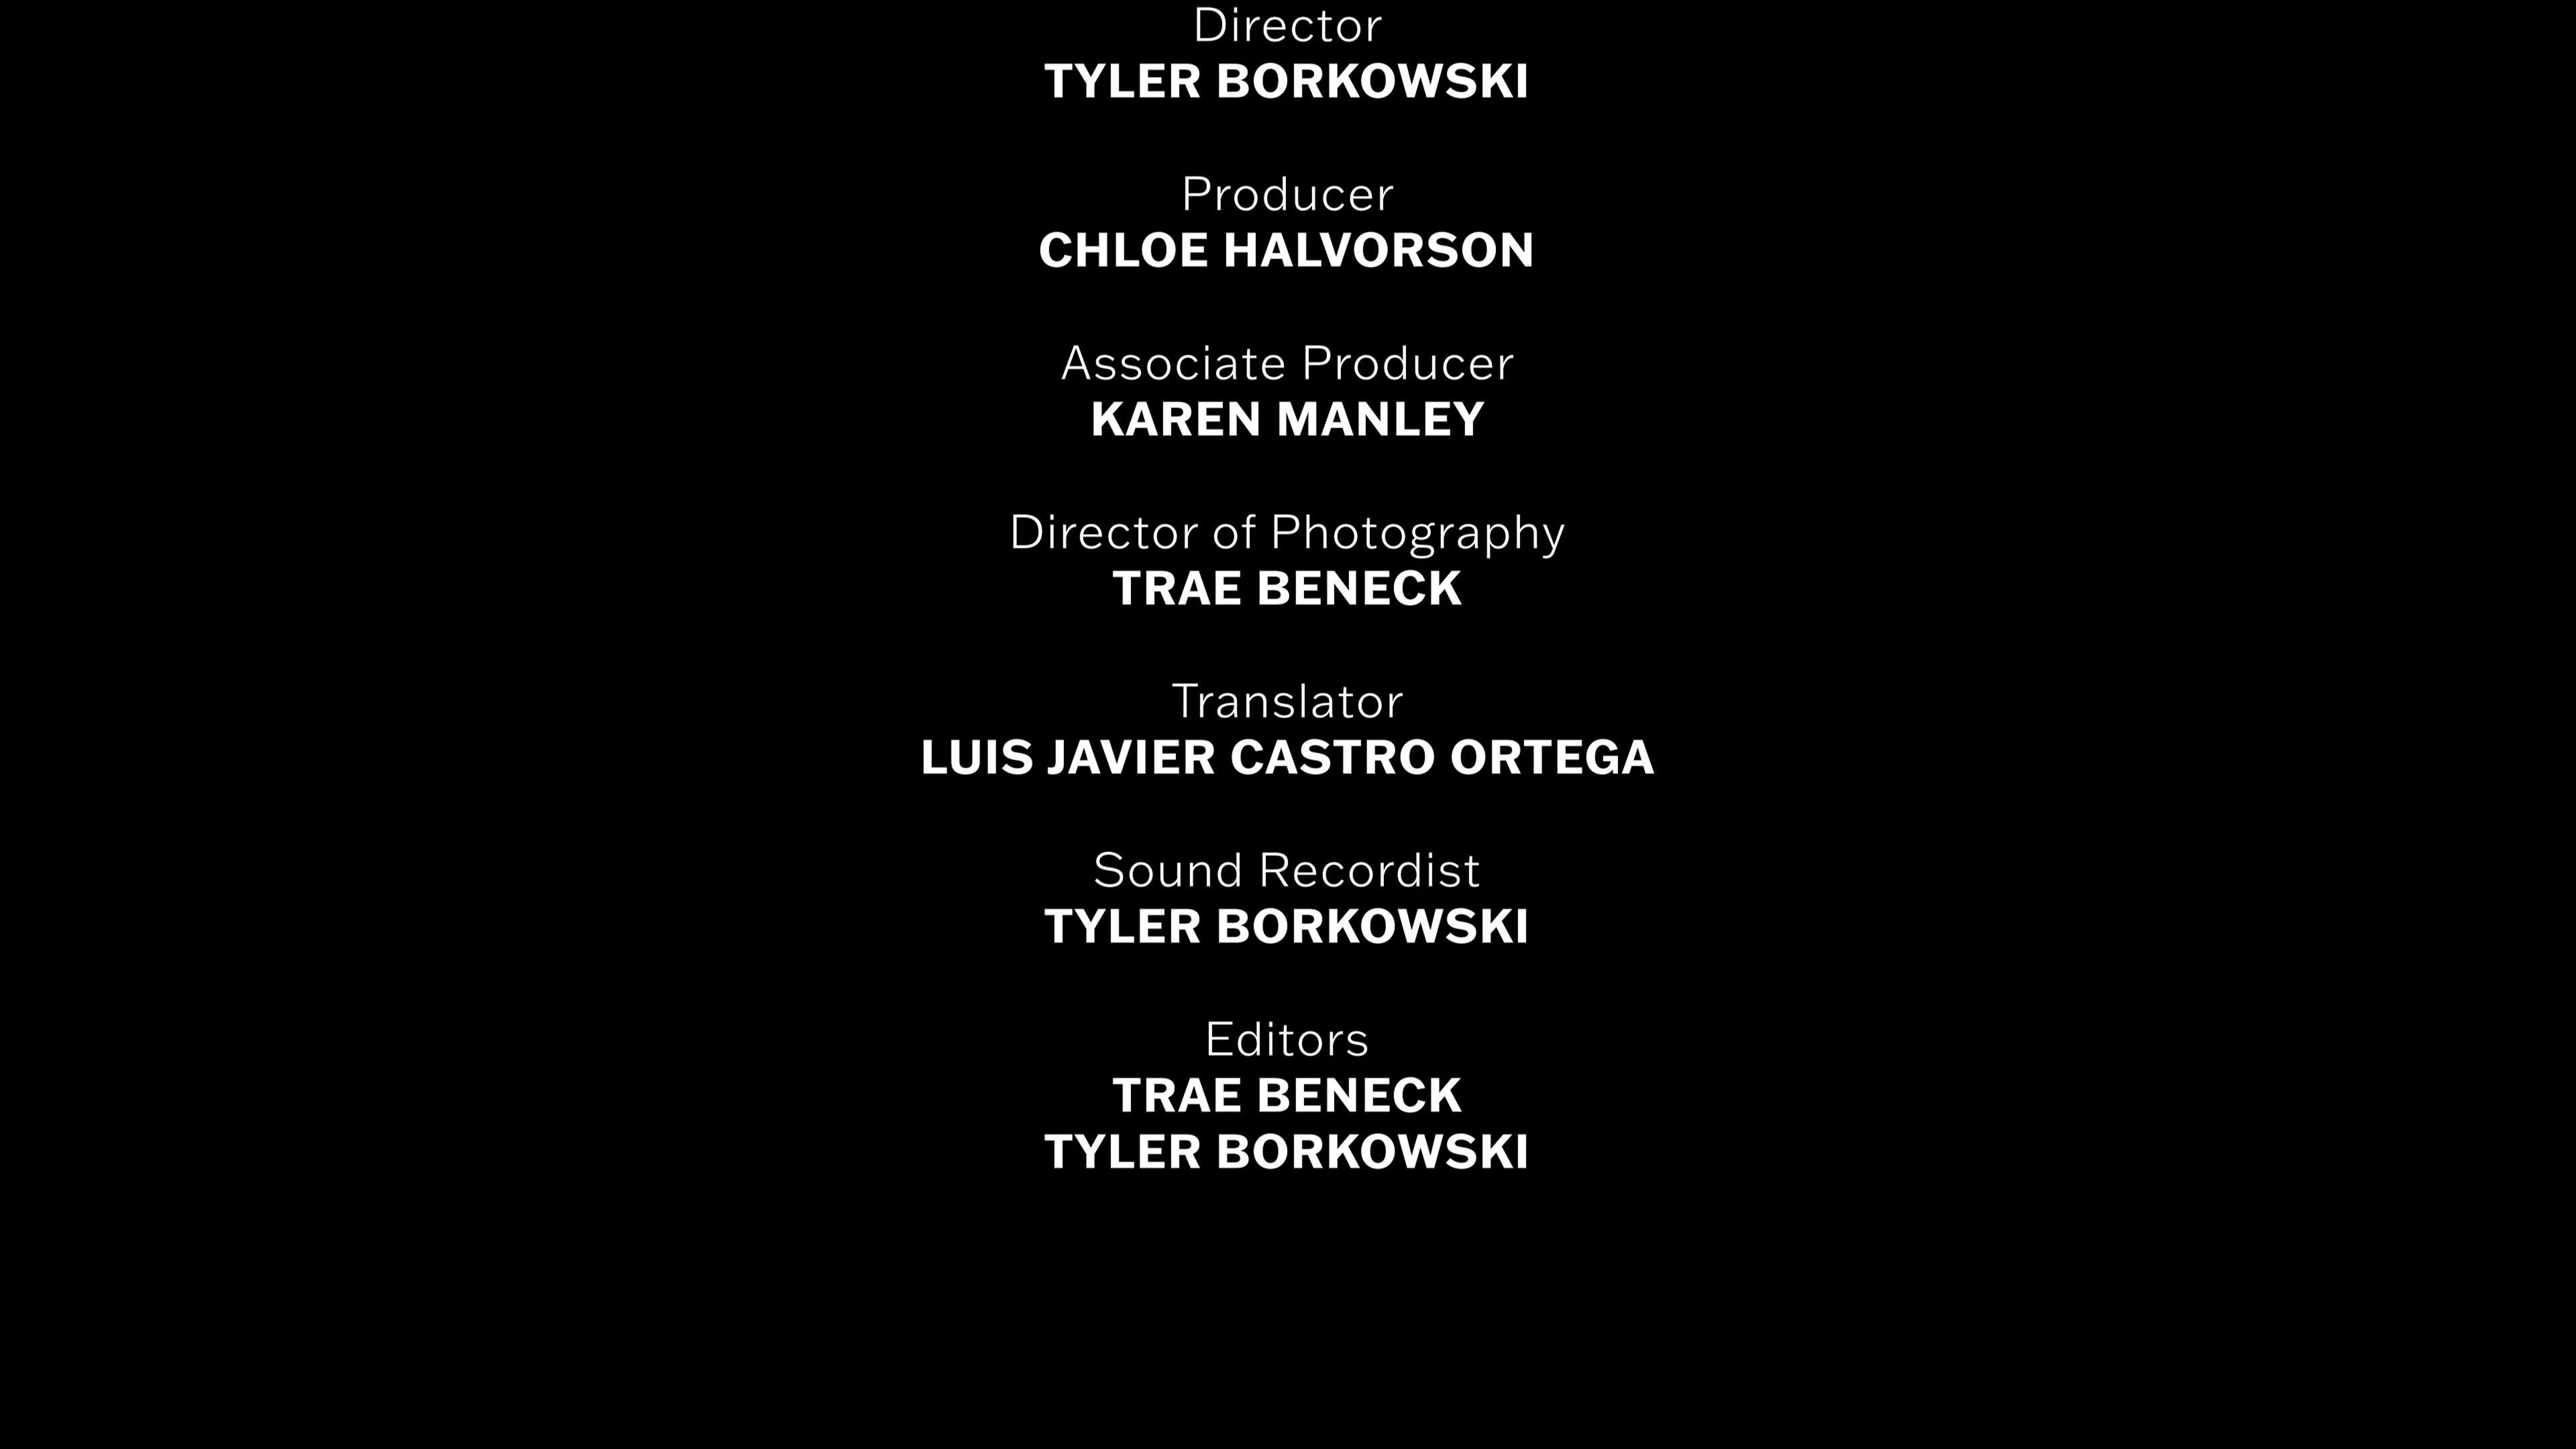 Director
TYLER BORKOWSKI
Producer
CHLOE HALVORSON
Associate Producer
KAREN MANLEY
Director of Photography
TRAE BENECK
Translator
LUIS JAVIER CASTRO ORTEGA
Sound Recordist
TYLER BORKOWSKI
Editors
TRAE BENECK
TYLER BORKOWSKI